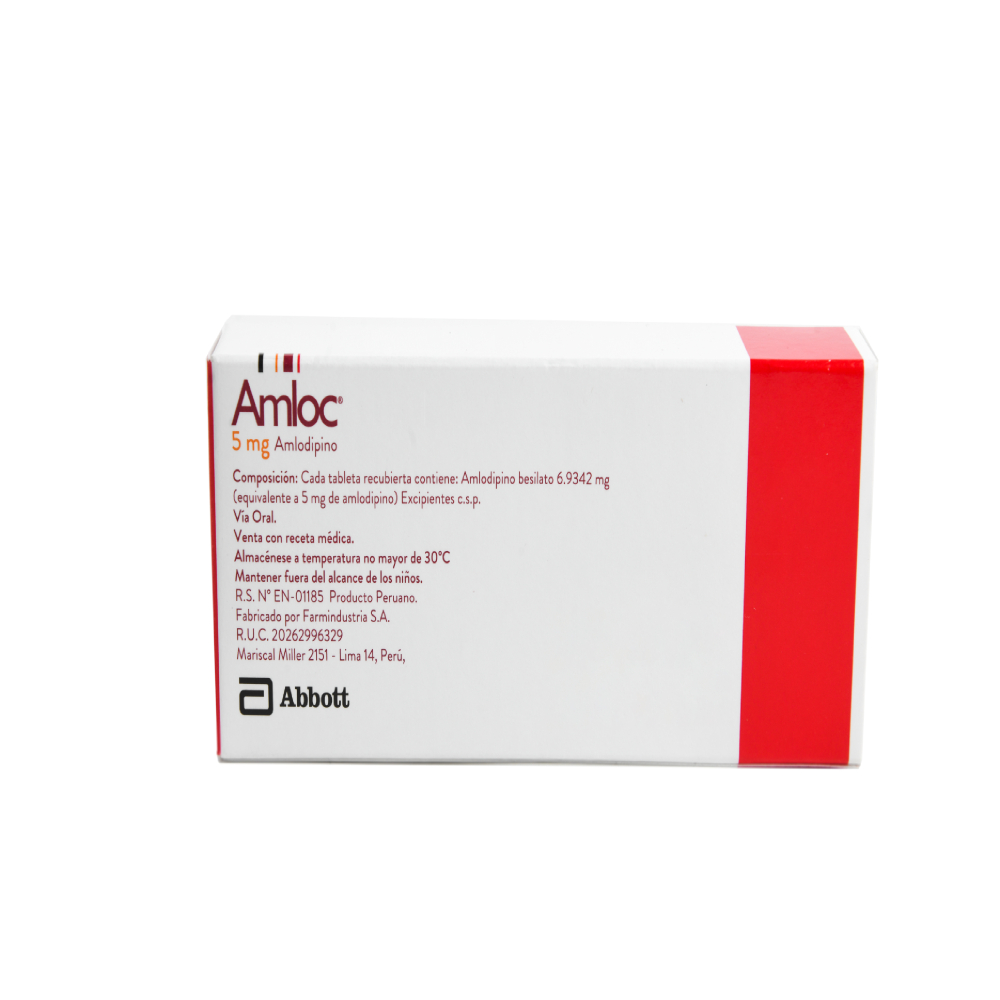 Amloc®
5 mg Amlodipino
Composición: Cada tableta recubierta contiene: Amlodipino besilato 6.9342 mg
(equivalente a 5 mg de amlodipino) Excipientes c.s.p.
Vía Oral.
Venta con receta médica.
Almacénese a temperatura no mayor de 30°C
Mantener fuera del alcance de los niños.
R.S. N° EN-01185 Producto Peruano.
Fabricado por Farmindustria S.A.
R.U.C. 20262996329
Mariscal Miller 2151 - Lima 14, Perú,
Abbott